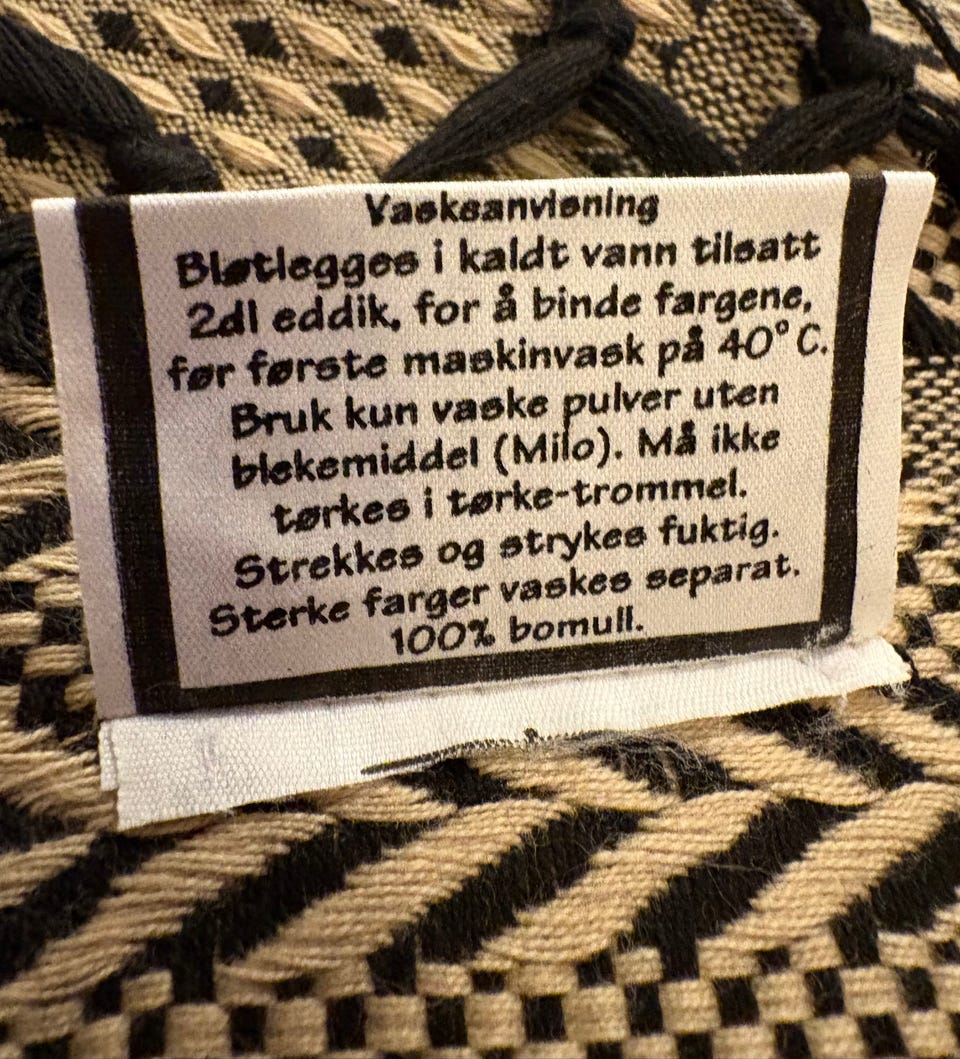 Vaskeanvisning
Bløtlegges i kaldt vann tilsatt
2dl eddik, for å binde fargene,
før første maskinvask på 40° C.
Bruk kun vaske pulver uten
blekemiddel (Milo). Må ikke
tørkes i tørke-trommel.
Strekkes og strykes fuktig.
Sterke farger vaskes separat.
100% bomull.